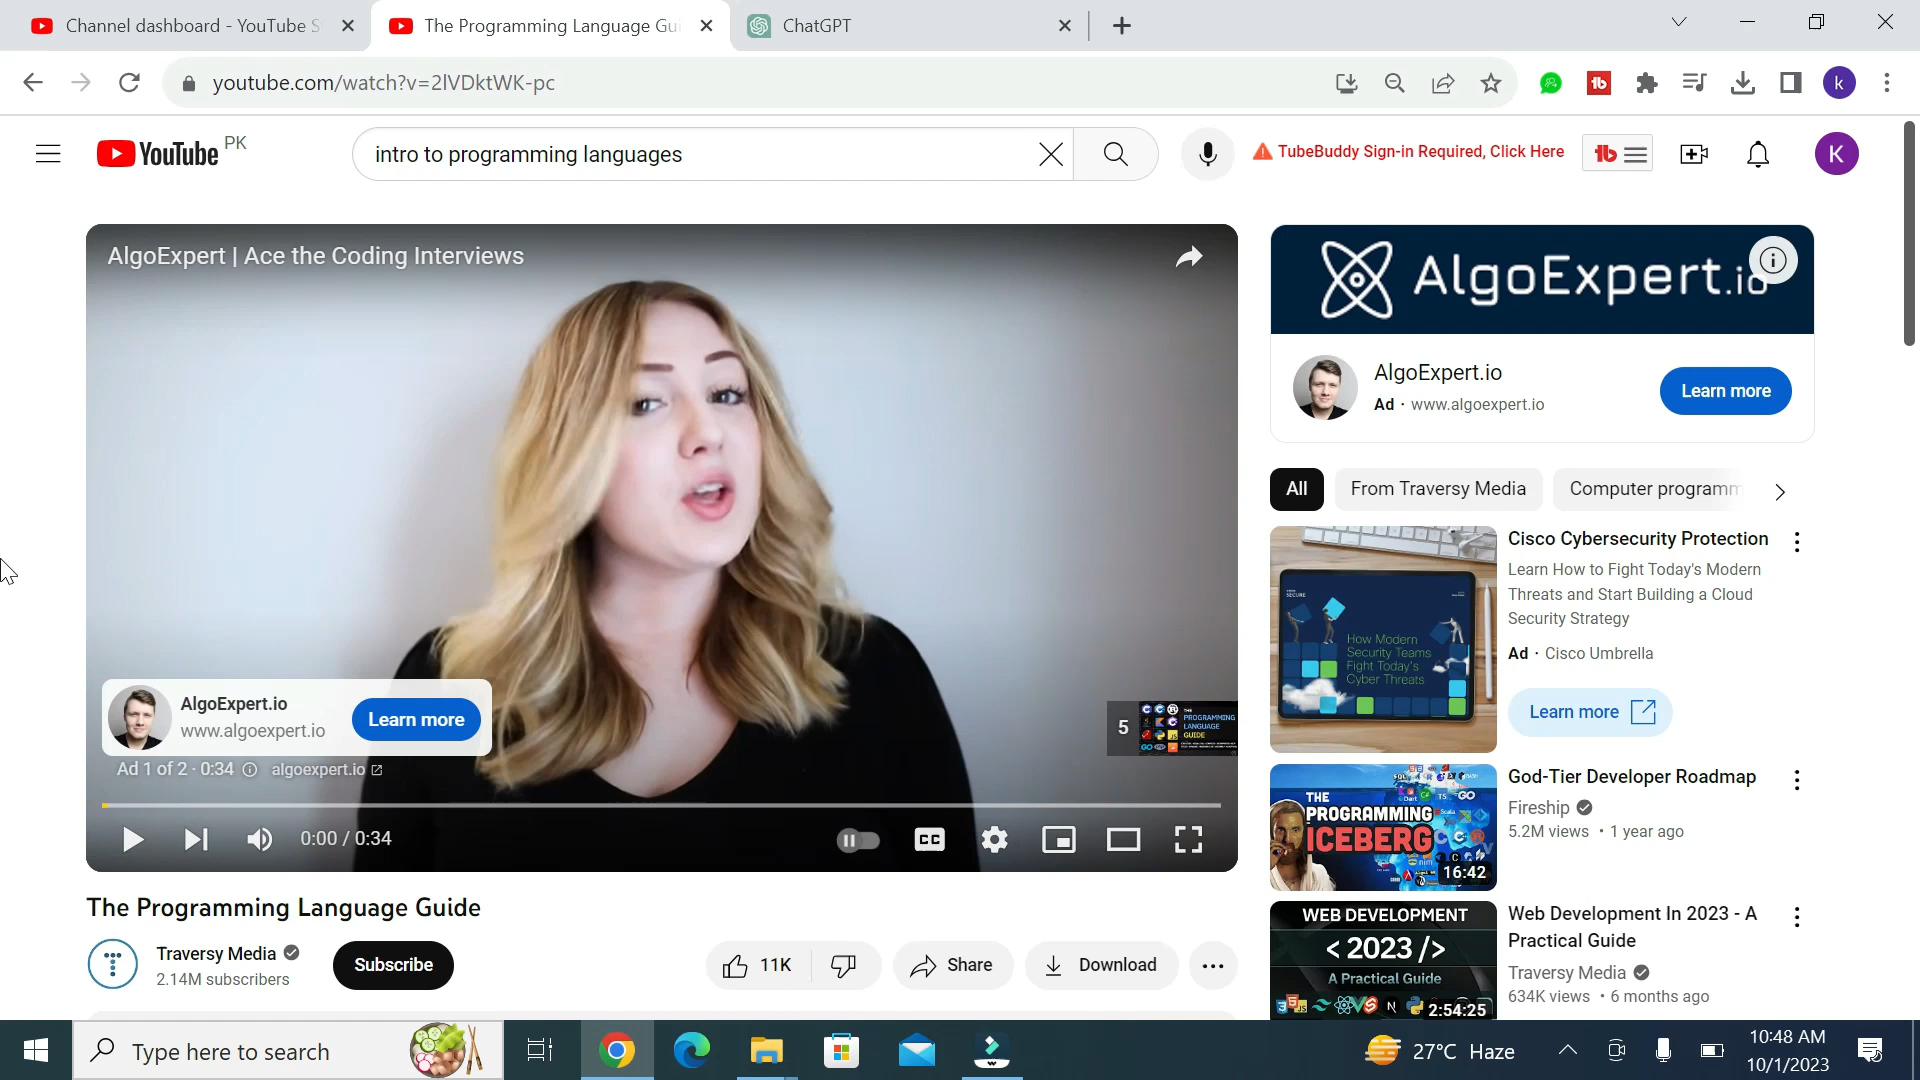 Channel dashboard - YouTube S
The Programming Language Gui
ChatGPT
youtube.com/watch?v=2lVDktWK-pc
k
YouTube PK
intro to programming languages
TubeBuddy Sign-in Required, Click Here
tb
K
AlgoExpert | Ace the Coding Interviews
AlgoExpert.io
www.algoexpert.io
Learn more
5
THE
PROGRAMMING
LANGUAGE
GUIDE
Ad 1 of 2 · 0:34
algoexpert.io
0:00 / 0:34
CC
The Programming Language Guide
Traversy Media
2.14M subscribers
Subscribe
11K
Share
Download
AlgoExpert.io
AlgoExpert.io
Ad · www.algoexpert.io
Learn more
All
From Traversy Media
Computer programm
How Modern
Security Teams
Fight Today's
Cyber Threats
Cisco Cybersecurity Protection
Learn How to Fight Today's Modern
Threats and Start Building a Cloud
Security Strategy
Ad · Cisco Umbrella
Learn more
THE
PROGRAMMING
ICEBERG
16:42
God-Tier Developer Roadmap
Fireship
5.2M views · 1 year ago
WEB DEVELOPMENT
<2023/>
A Practical Guide
2:54:25
Web Development In 2023 - A
Practical Guide
Traversy Media
634K views · 6 months ago
Type here to search
27°C Haze
10:48 AM
10/1/2023